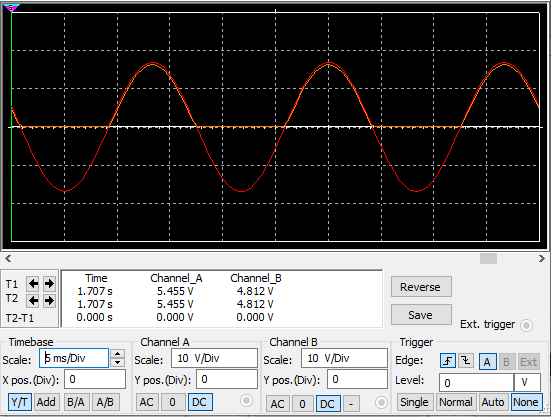 Time Channel_A Channel_B
T1 1.707 s 5.455 V 4.812 V
T2 1.707 s 5.455 V 4.812 V
T2-T1 0.000 s 0.000 V 0.000 V
Reverse
Save
Ext. trigger
Timebase
Scale: 5 ms/Div
X pos.(Div): 0
Y/T Add B/A A/B
Channel A
Scale: 10 V/Div
Y pos.(Div): 0
AC 0 DC
Channel B
Scale: 10 V/Div
Y pos.(Div): 0
AC 0 DC -
Trigger
Edge: A B Ext
Level: 0 V
Single Normal Auto None